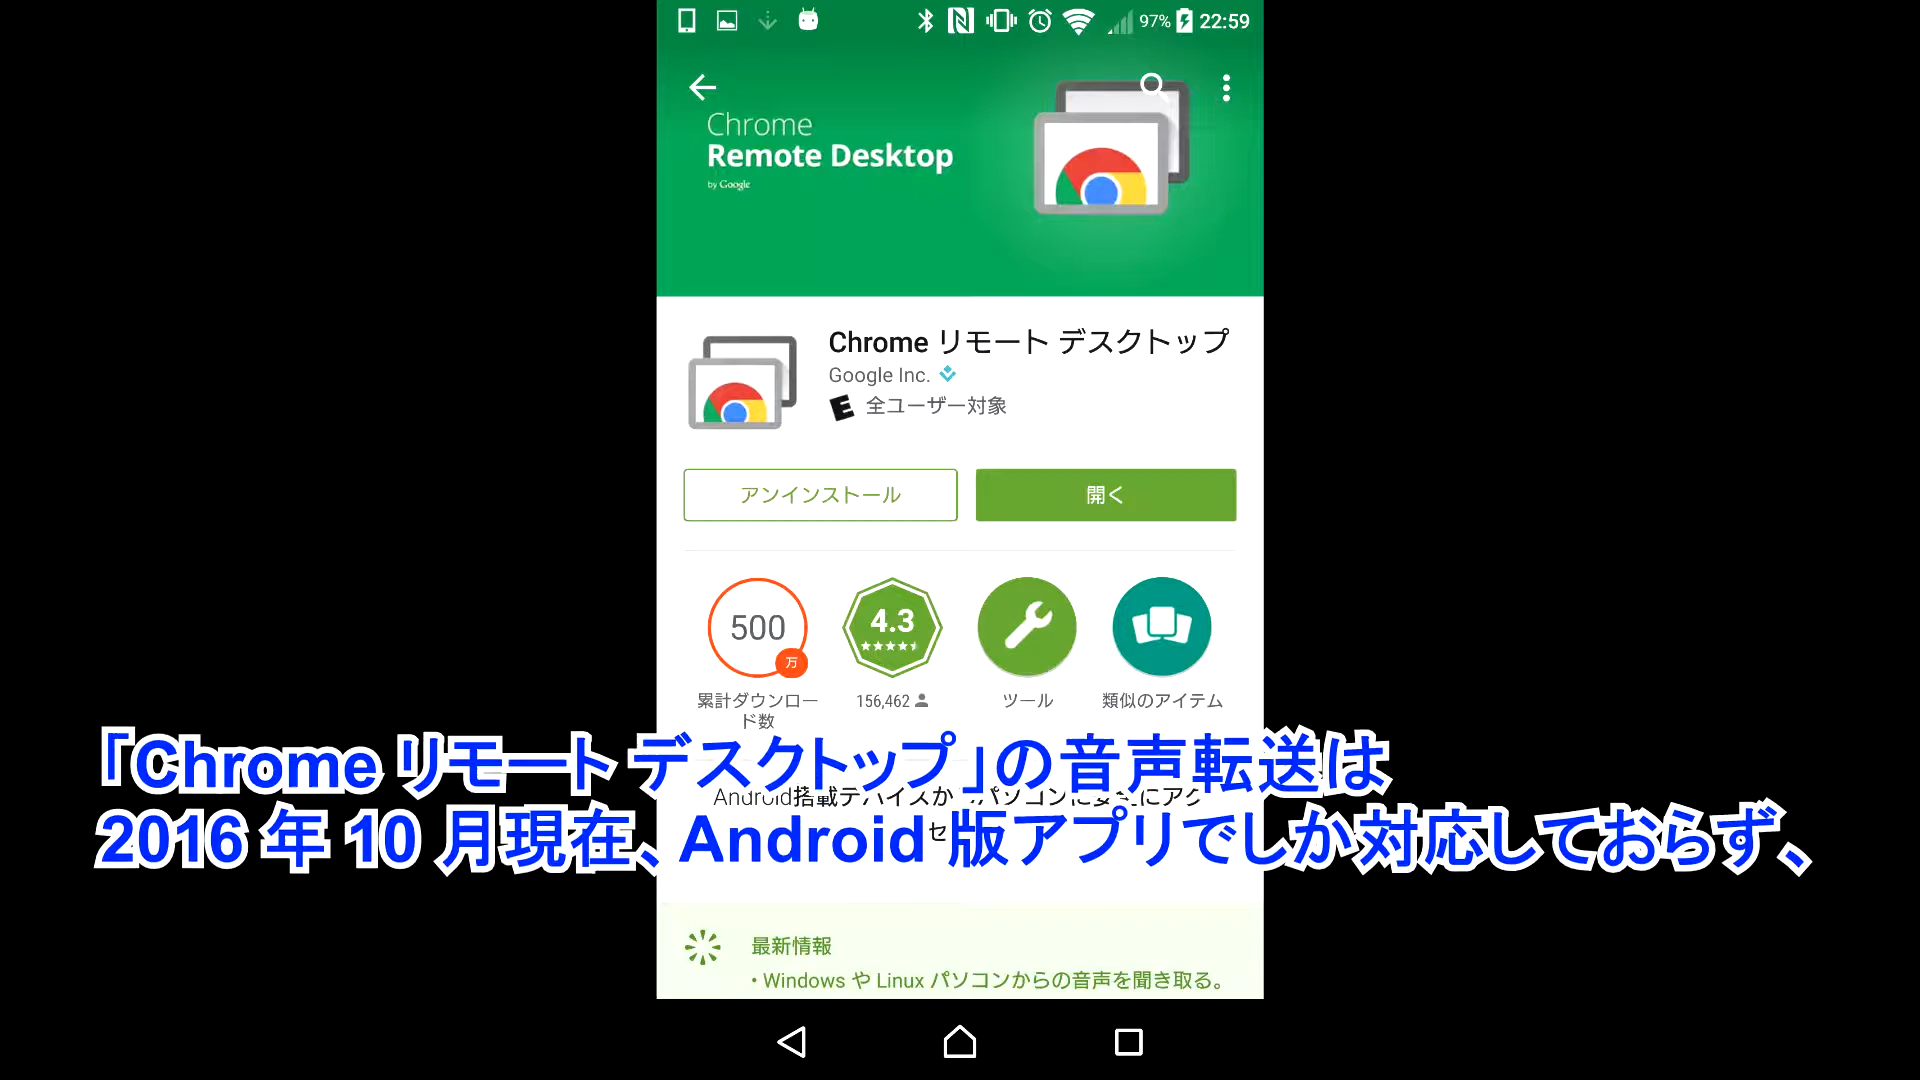 97% 22:59
Chrome
Remote Desktop
by Google
Chrome リモート デスクトップ
Google Inc.
E 全ユーザー対象
アンインストール 開く
500 万 4.3
累計ダウンロー
ド数
156,462 ツール 類似のアイテム
「Chrome リモート デスクトップ」の音声転送は
2016 年 10 月現在、Android 版アプリでしか対応しておらず、
最新情報
• Windows や Linux パソコンからの音声を聞き取る。